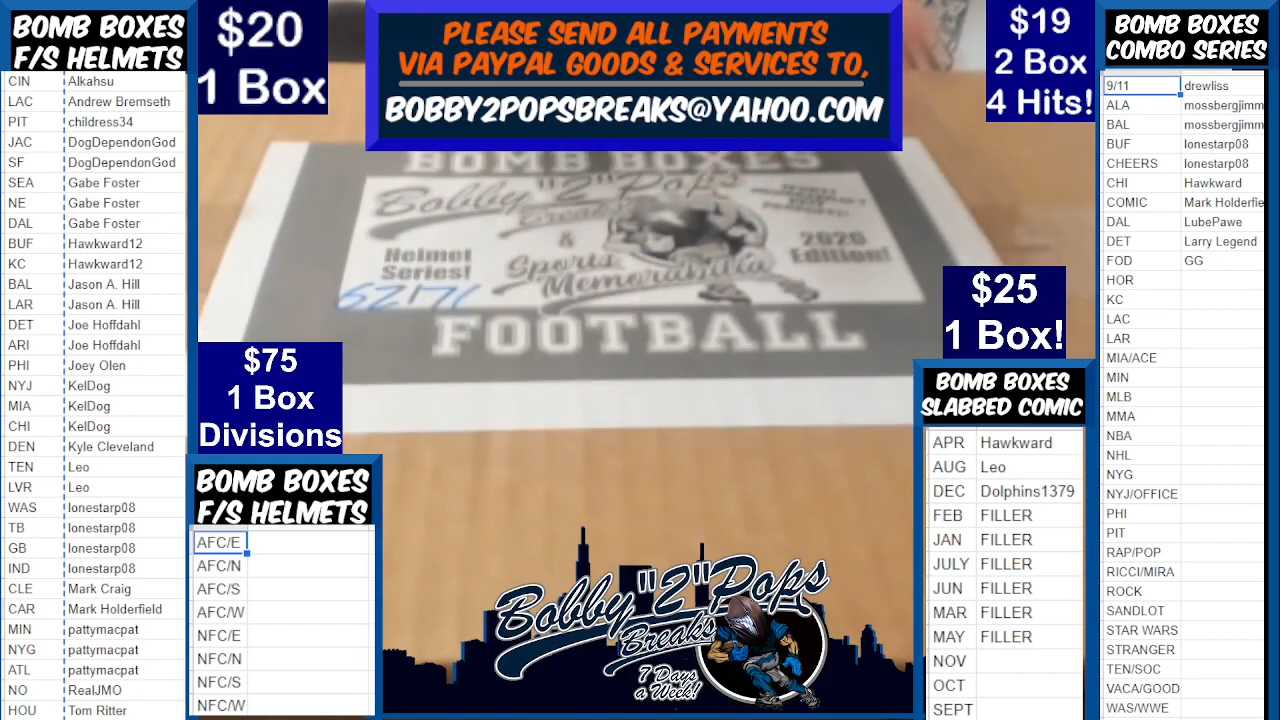 BOMB BOXES
F/S HELMETS
CIN Alkahsu
LAC Andrew Bremseth
PIT childress34
JAC DogDependonGod
SF DogDependonGod
SEA Gabe Foster
NE Gabe Foster
DAL Gabe Foster
BUF Hawkward12
KC Hawkward12
BAL Jason A. Hill
LAR Jason A. Hill
DET Joe Hoffdahl
ARI Joe Hoffdahl
PHI Joey Olen
NYJ KelDog
MIA KelDog
CHI KelDog
DEN Kyle Cleveland
TEN Leo
LVR Leo
WAS lonestarp08
TB lonestarp08
GB lonestarp08
IND lonestarp08
CLE Mark Craig
CAR Mark Holderfield
MIN pattymacpat
NYG pattymacpat
ATL pattymacpat
NO RealJMO
HOU Tom Ritter
$20
1 Box
PLEASE SEND ALL PAYMENTS
VIA PAYPAL GOODS & SERVICES TO,
BOBBY2POPSBREAKS@YAHOO.COM
BOMB BOXES
Bobby "2" Pops
Breaks
&
Sports
Memorabilia
Helmet
Series!
2020
Edition!
FOOTBALL
$75
1 Box
Divisions
BOMB BOXES
F/S HELMETS
AFC/E
AFC/N
AFC/S
AFC/W
NFC/E
NFC/N
NFC/S
NFC/W
Bobby "2" Pops
Breaks
7 Days
a Week!
$19
2 Box
4 Hits!
$25
1 Box!
BOMB BOXES
SLABBED COMIC
APR Hawkward
AUG Leo
DEC Dolphins1379
FEB FILLER
JAN FILLER
JULY FILLER
JUN FILLER
MAR FILLER
MAY FILLER
NOV
OCT
SEPT
BOMB BOXES
COMBO SERIES
9/11 drewliss
ALA mossbergjimm
BAL mossbergjimm
BUF lonestarp08
CHEERS lonestarp08
CHI Hawkward
COMIC Mark Holderfie
DAL LubePawe
DET Larry Legend
FOD GG
HOR
KC
LAC
LAR
MIA/ACE
MIN
MLB
MMA
NBA
NHL
NYG
NYJ/OFFICE
PHI
PIT
RAP/POP
RICCI/MIRA
ROCK
SANDLOT
STAR WARS
STRANGER
TEN/SOC
VACA/GOOD
WAS/WWE